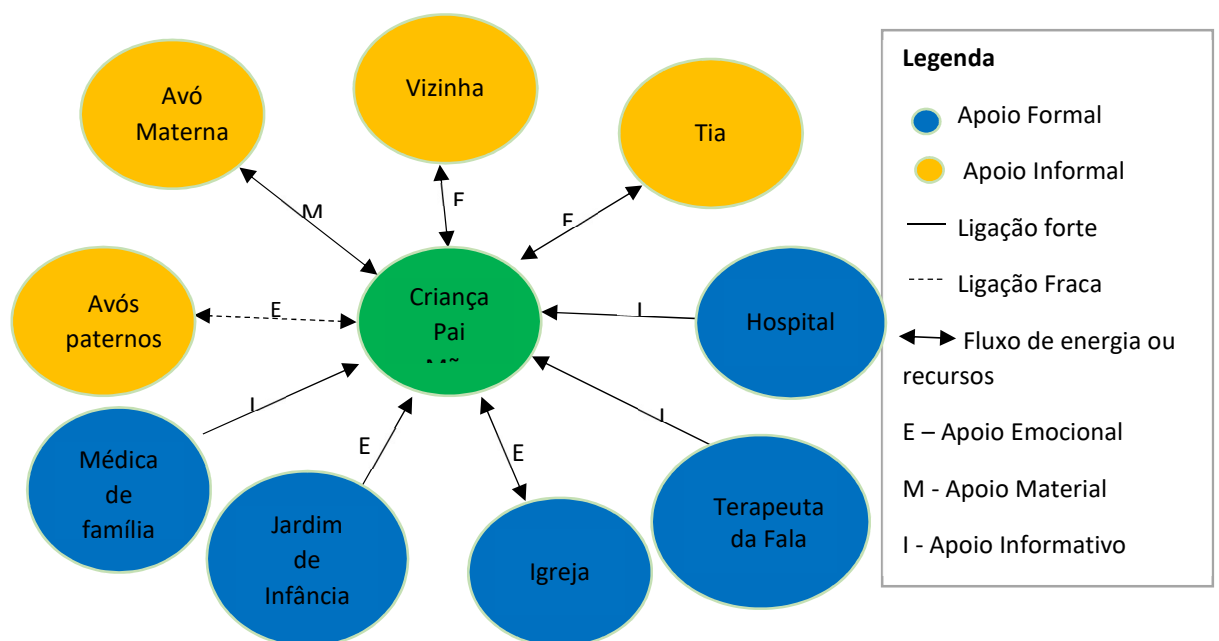 Avó
Materna
Vizinha
Tia
M
Avós
paternos
E
Criança
Pai
I
Hospital
Médica
de
família
I
Jardim
de
Infância
E
E
Igreja
I
Terapeuta
da Fala
Legenda
Apoio Formal
Apoio Informal
Ligação forte
Ligação Fraca
Fluxo de energia ou
recursos
E – Apoio Emocional
M - Apoio Material
I - Apoio Informativo